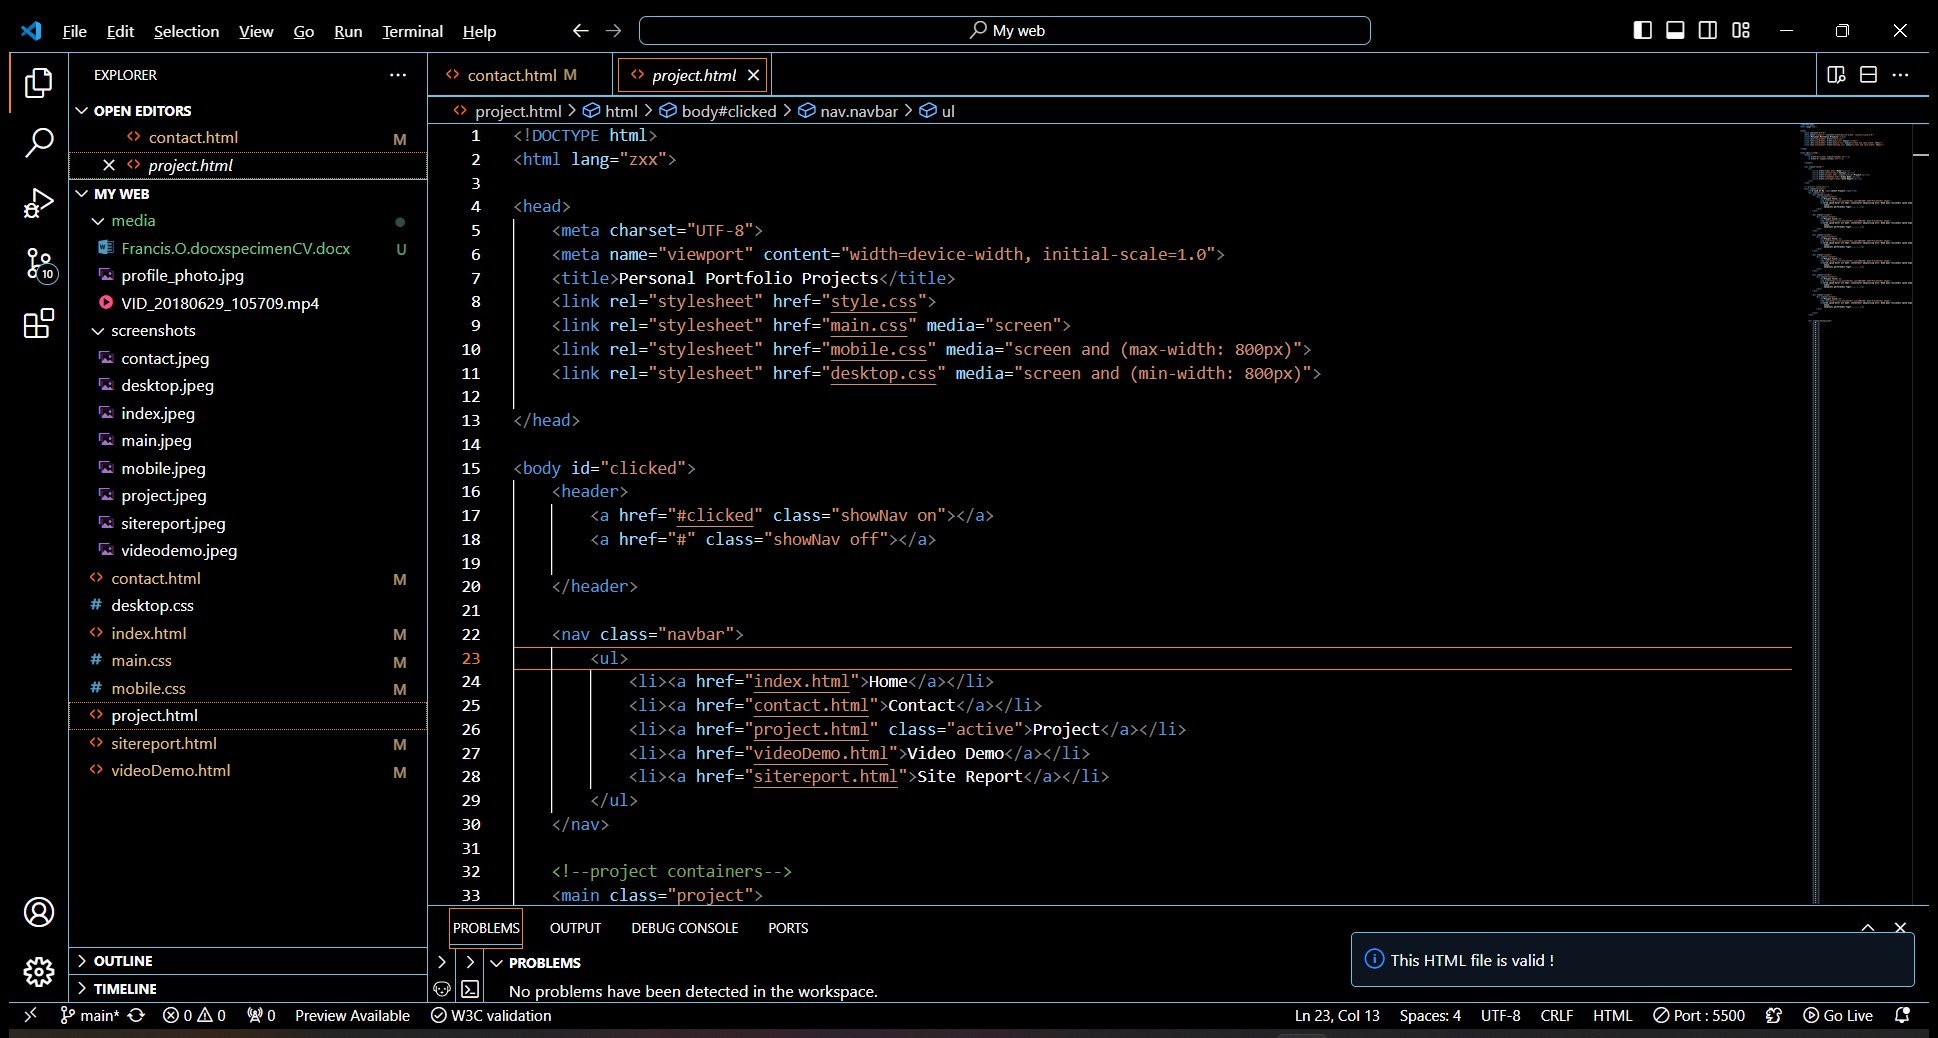 File Edit Selection View Go Run Terminal Help
My web
EXPLORER
OPEN EDITORS
contact.html M
project.html
MY WEB
media
Francis.O.docxspecimenCV.docx U
profile_photo.jpg
VID_20180629_105709.mp4
screenshots
contact.jpeg
desktop.jpeg
index.jpeg
main.jpeg
mobile.jpeg
project.jpeg
sitereport.jpeg
videodemo.jpeg
contact.html M
desktop.css
index.html M
main.css M
mobile.css M
project.html
sitereport.html M
videoDemo.html M
OUTLINE
TIMELINE
10
contact.html M project.html
project.html > html > body#clicked > nav.navbar > ul
1 <!DOCTYPE html>
2 <html lang="zxx">
3
4 <head>
5 <meta charset="UTF-8">
6 <meta name="viewport" content="width=device-width, initial-scale=1.0">
7 <title>Personal Portfolio Projects</title>
8 <link rel="stylesheet" href="style.css">
9 <link rel="stylesheet" href="main.css" media="screen">
10 <link rel="stylesheet" href="mobile.css" media="screen and (max-width: 800px)">
11 <link rel="stylesheet" href="desktop.css" media="screen and (min-width: 800px)">
12
13 </head>
14
15 <body id="clicked">
16 <header>
17 <a href="#clicked" class="showNav on"></a>
18 <a href="#" class="showNav off"></a>
19
20 </header>
21
22 <nav class="navbar">
23 <ul>
24 <li><a href="index.html">Home</a></li>
25 <li><a href="contact.html">Contact</a></li>
26 <li><a href="project.html" class="active">Project</a></li>
27 <li><a href="videoDemo.html">Video Demo</a></li>
28 <li><a href="sitereport.html">Site Report</a></li>
29 </ul>
30 </nav>
31
32 <!--project containers-->
33 <main class="project">
PROBLEMS OUTPUT DEBUG CONSOLE PORTS
PROBLEMS
No problems have been detected in the workspace.
This HTML file is valid !
main* 0 0 0 Preview Available W3C validation Ln 23, Col 13 Spaces: 4 UTF-8 CRLF HTML Port : 5500 Go Live